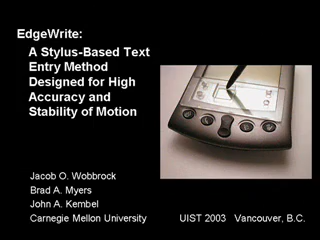 EdgeWrite:
A Stylus-Based Text
Entry Method
Designed for High
Accuracy and
Stability of Motion
Jacob O. Wobbrock
Brad A. Myers
John A. Kembel
Carnegie Mellon University
UIST 2003 Vancouver, B.C.